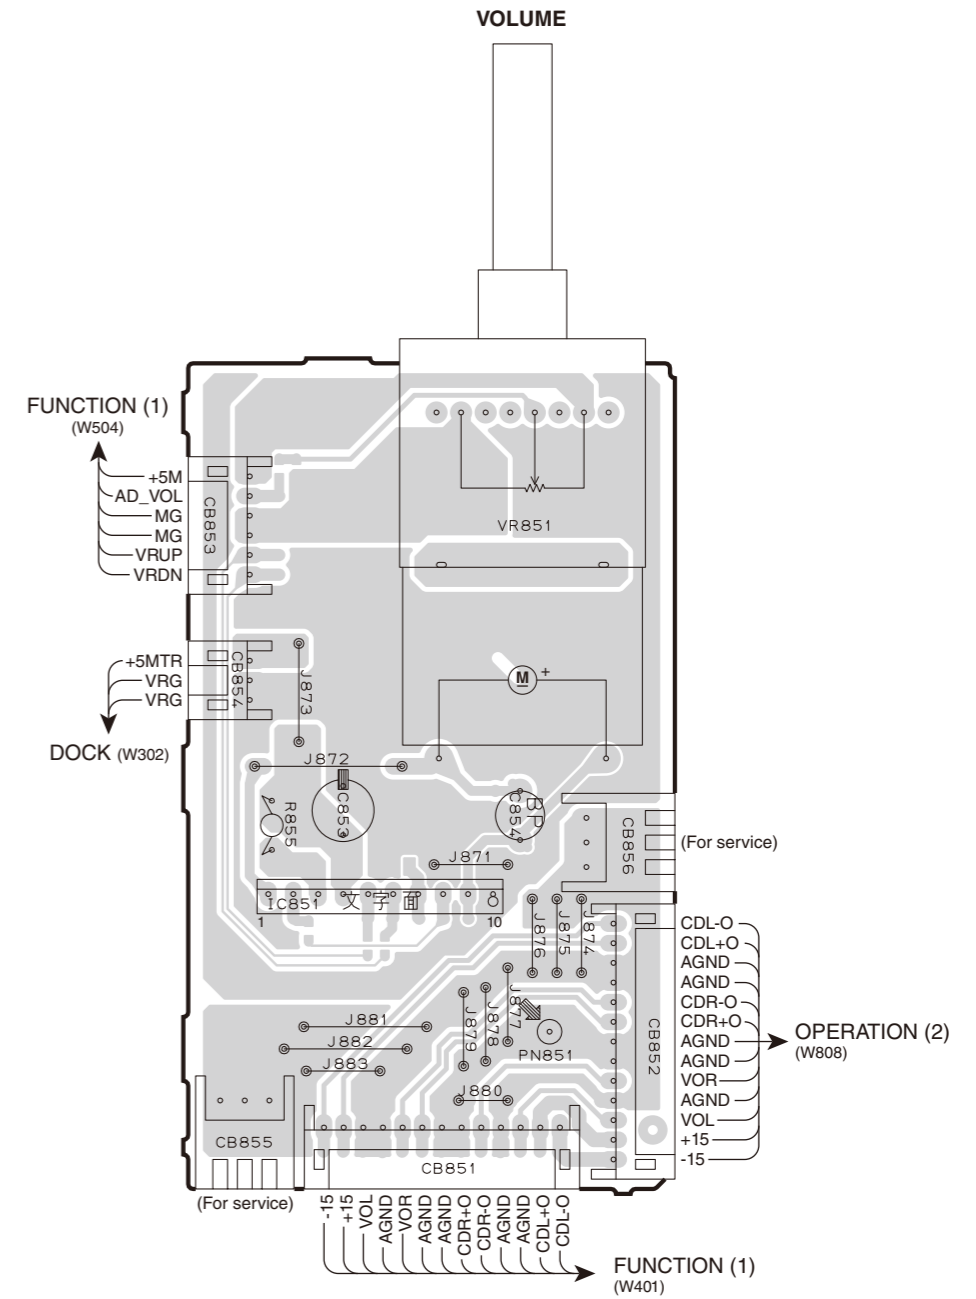 VOLUME
FUNCTION (1)
(W504)
+5M
AD_VOL
MG
MG
VRUP
VRDN
CB853
VR851
+5MTR
VRG
VRG
CB854
DOCK (W302)
J873
M +
J872
R855
C853
C854
BP
CB856
(For service)
J871
IC851 文字面
1 10
J876
J875
J874
CDL-O
CDL+O
AGND
AGND
CDR-O
CDR+O
AGND
AGND
VOR
AGND
VOL
+15
-15
CB852
OPERATION (2)
(W808)
J877
J878
J879
PN851
J881
J882
J883
J880
CB855
(For service)
CB851
-15
+15
VOL
AGND
VOR
AGND
AGND
CDR+O
CDR-O
AGND
AGND
CDL+O
CDL-O
FUNCTION (1)
(W401)